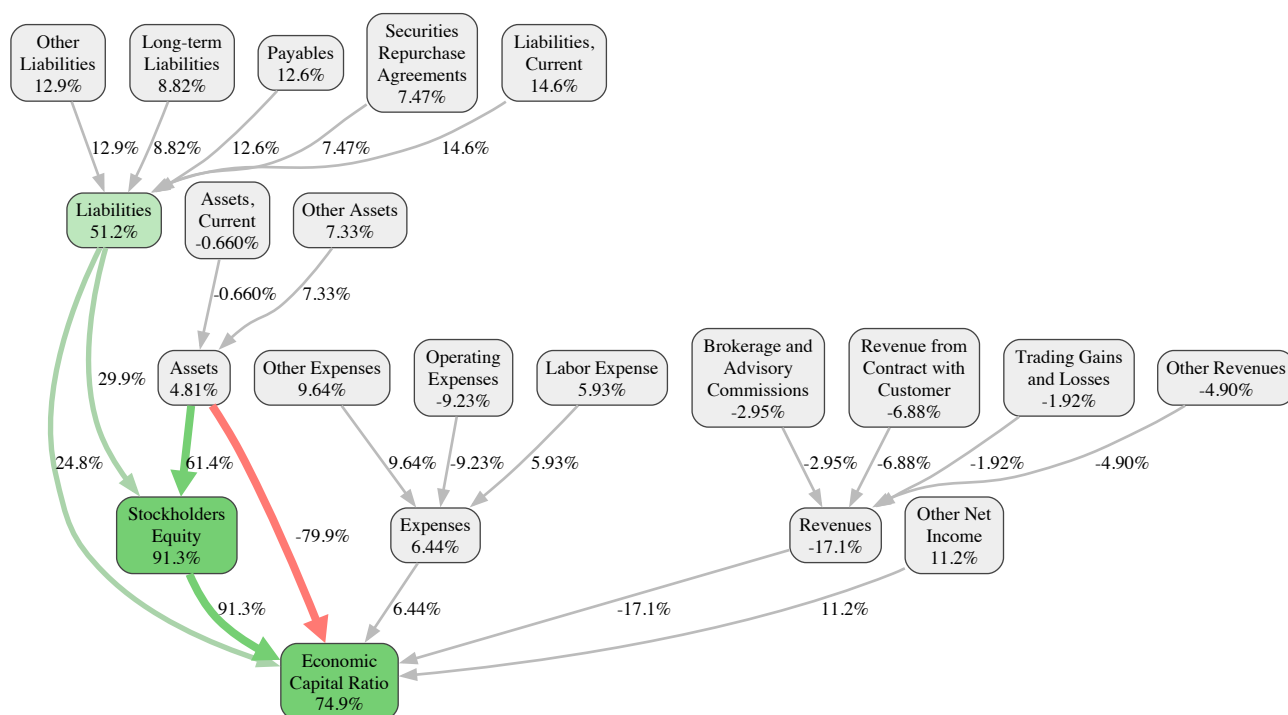 Other
Liabilities
12.9%
Long-term
Liabilities
8.82%
Payables
12.6%
Securities
Repurchase
Agreements
7.47%
Liabilities,
Current
14.6%
12.9%
8.82%
12.6%
7.47%
14.6%
Liabilities
51.2%
Assets,
Current
-0.660%
Other Assets
7.33%
-0.660%
7.33%
Assets
4.81%
Other Expenses
9.64%
Operating
Expenses
-9.23%
Labor Expense
5.93%
Brokerage and
Advisory
Commissions
-2.95%
Revenue from
Contract with
Customer
-6.88%
Trading Gains
and Losses
-1.92%
Other Revenues
-4.90%
29.9%
24.8%
61.4%
9.64%
-9.23%
5.93%
-2.95%
-6.88%
-1.92%
-4.90%
Stockholders
Equity
91.3%
-79.9%
Expenses
6.44%
Revenues
-17.1%
Other Net
Income
11.2%
91.3%
6.44%
-17.1%
11.2%
Economic
Capital Ratio
74.9%